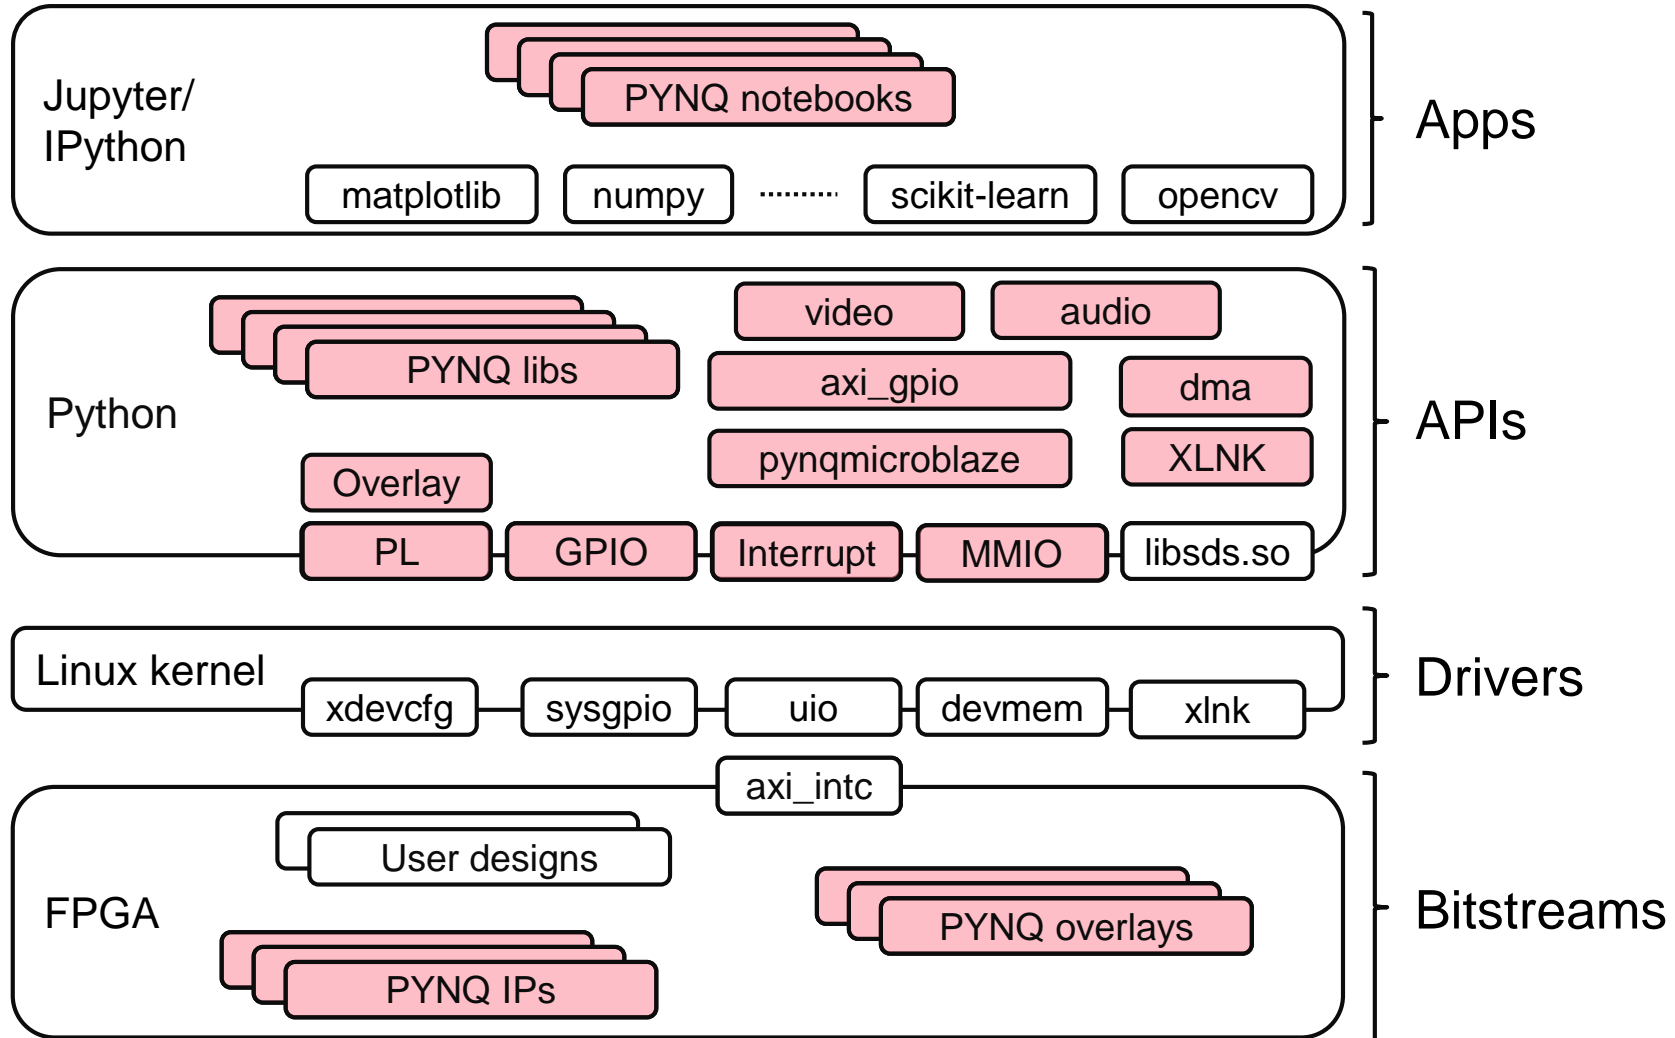 PYNQ notebooks
Jupyter/
IPython
Apps
matplotlib numpy scikit-learn opencv
video audio
PYNQ libs
axi_gpio dma
Python
APIs
pynqmicroblaze XLNK
Overlay
PL GPIO Interrupt MMIO libsds.so
Linux kernel
Drivers
xdevcfg sysgpio uio devmem xlnk
axi_intc
User designs
FPGA
PYNQ overlays
Bitstreams
PYNQ IPs